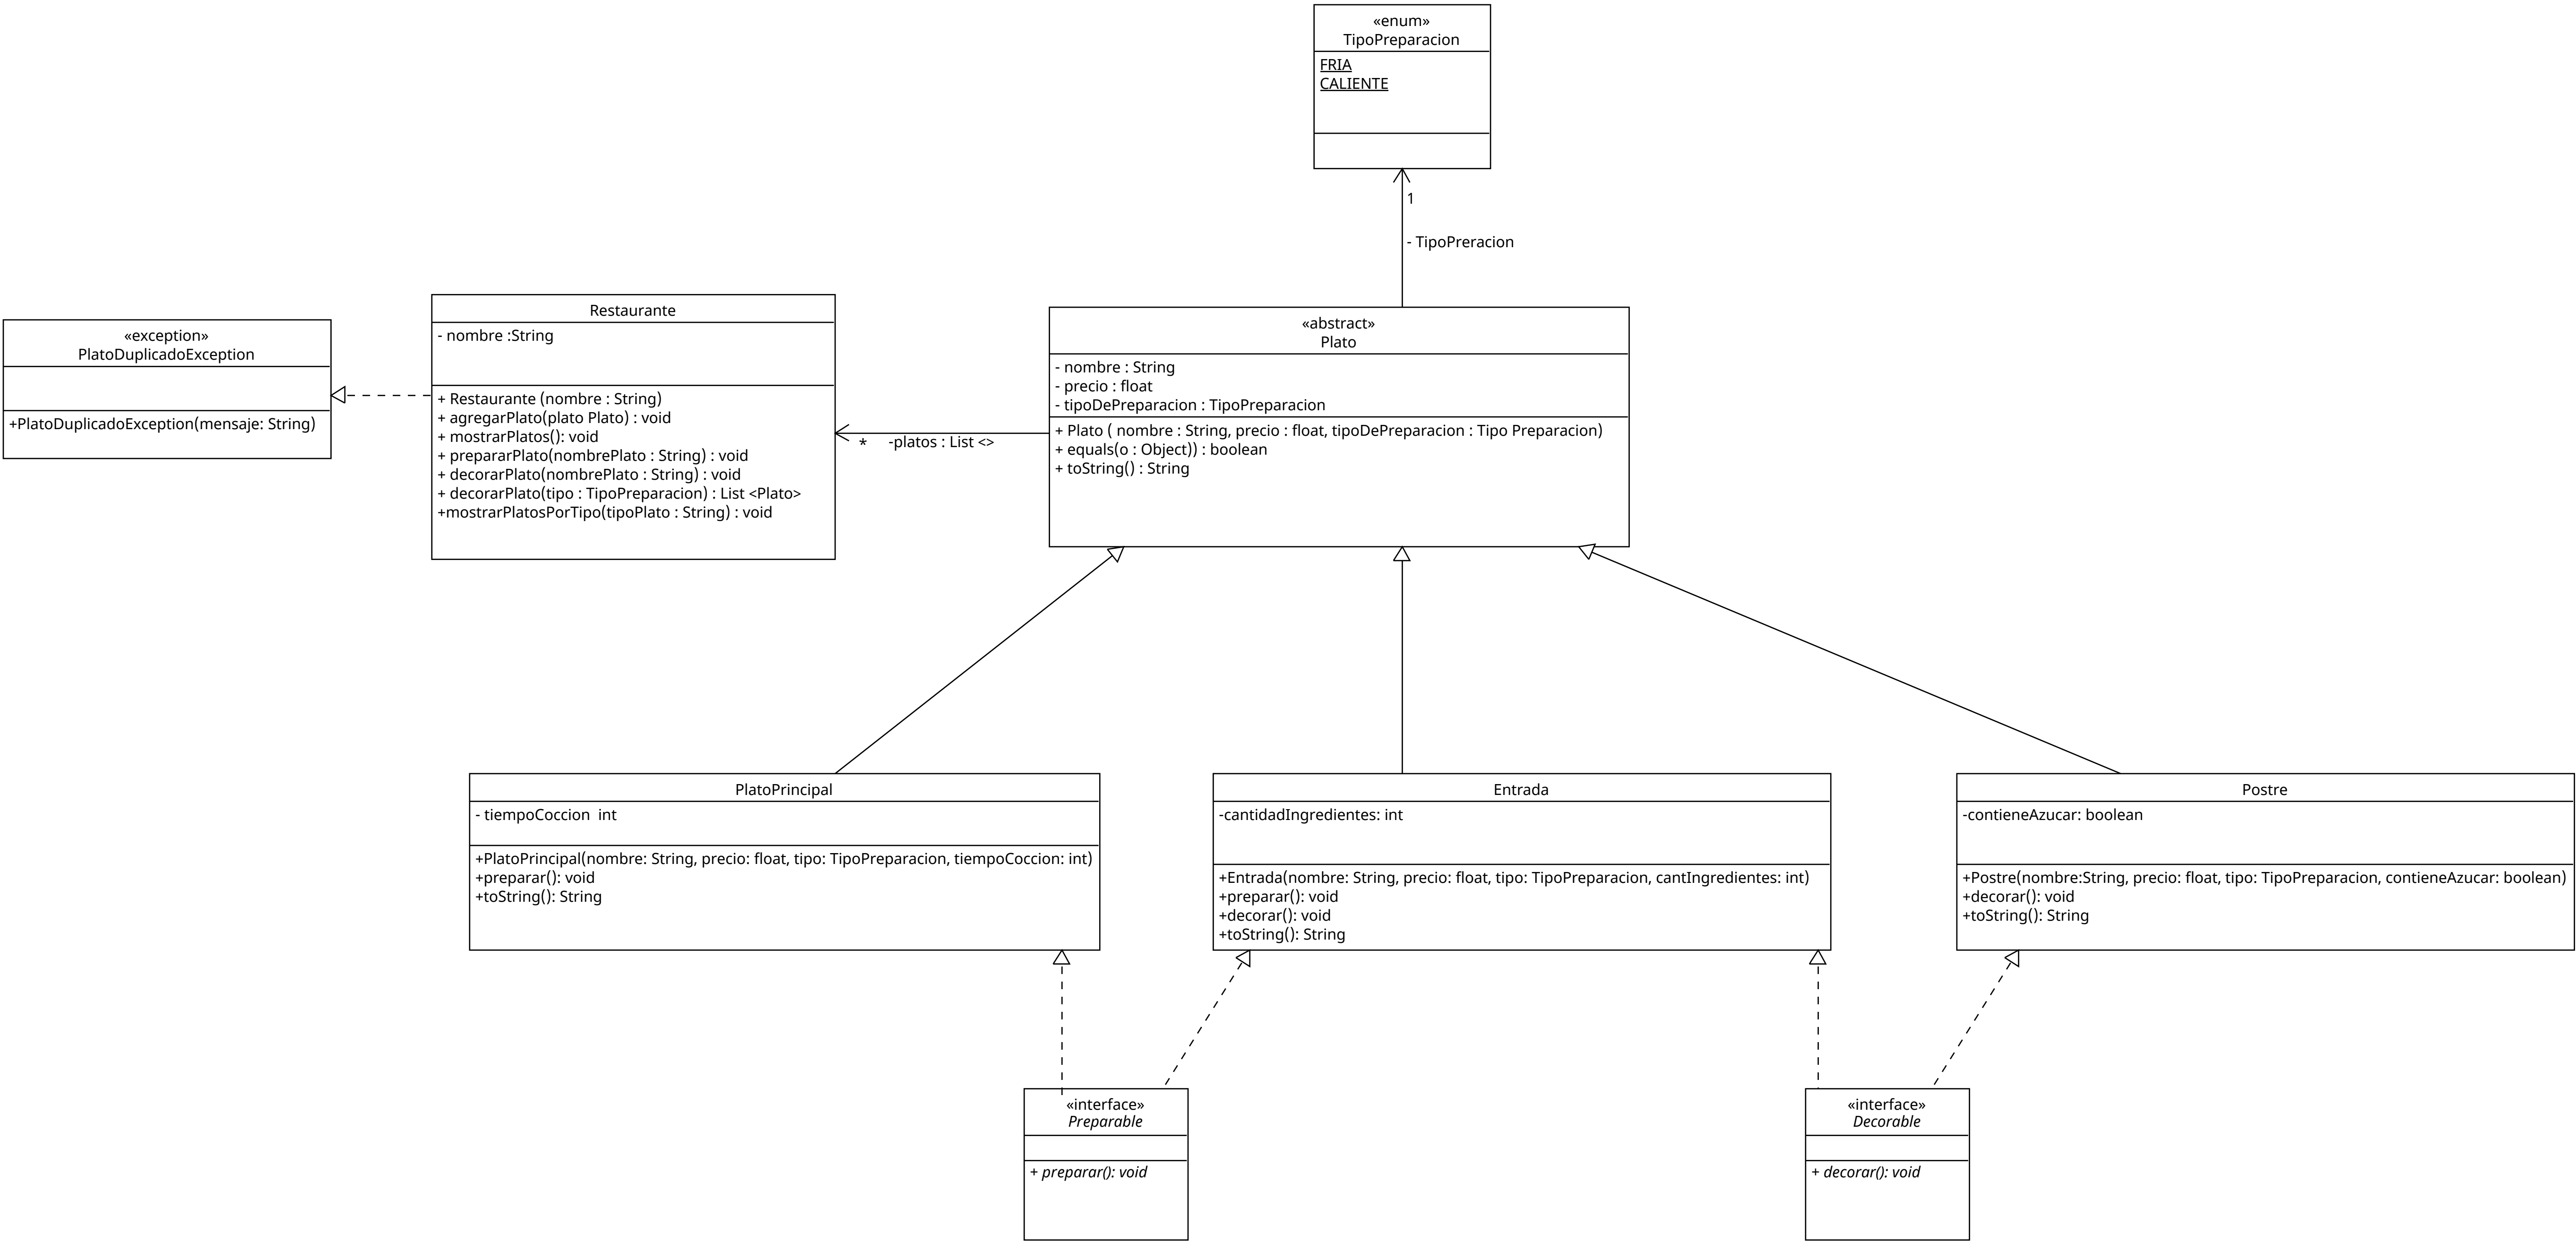 «enum»
TipoPreparacion
FRIA
CALIENTE
1
- TipoPreracion
«exception»
PlatoDuplicadoException
+PlatoDuplicadoException(mensaje: String)
Restaurante
- nombre :String
+ Restaurante (nombre : String)
+ agregarPlato(plato Plato) : void
+ mostrarPlatos(): void
+ prepararPlato(nombrePlato : String) : void
+ decorarPlato(nombrePlato : String) : void
+ decorarPlato(tipo : TipoPreparacion) : List <Plato>
+mostrarPlatosPorTipo(tipoPlato : String) : void
* -platos : List <>
«abstract»
Plato
- nombre : String
- precio : float
- tipoDePreparacion : TipoPreparacion
+ Plato ( nombre : String, precio : float, tipoDePreparacion : Tipo Preparacion)
+ equals(o : Object)) : boolean
+ toString() : String
PlatoPrincipal
- tiempoCoccion  int
+PlatoPrincipal(nombre: String, precio: float, tipo: TipoPreparacion, tiempoCoccion: int)
+preparar(): void
+toString(): String
Entrada
-cantidadIngredientes: int
+Entrada(nombre: String, precio: float, tipo: TipoPreparacion, cantIngredientes: int)
+preparar(): void
+decorar(): void
+toString(): String
Postre
-contieneAzucar: boolean
+Postre(nombre:String, precio: float, tipo: TipoPreparacion, contieneAzucar: boolean)
+decorar(): void
+toString(): String
«interface»
Preparable
+ preparar(): void
«interface»
Decorable
+ decorar(): void